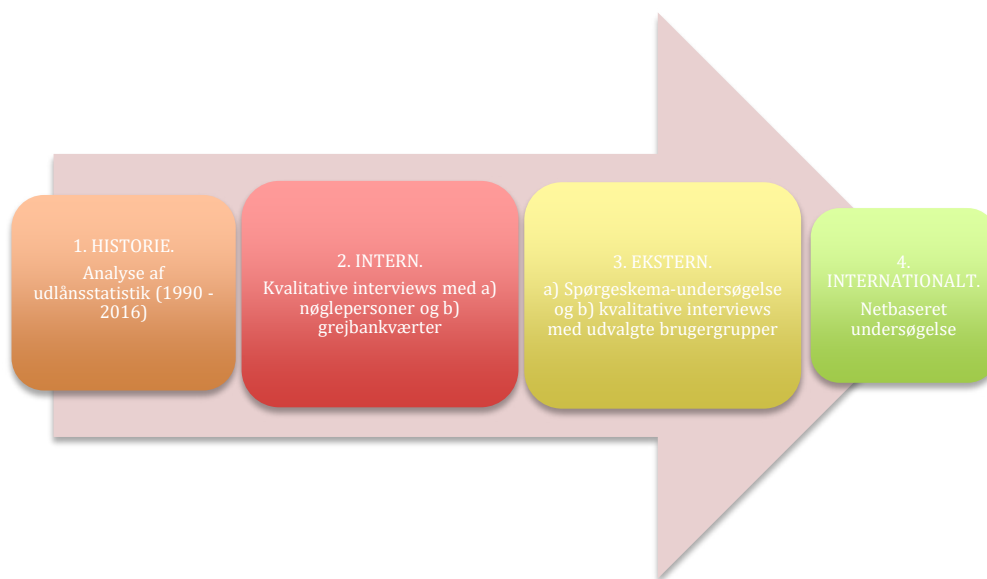 1. HISTORIE.
Analyse af
udlånsstatistik (1990 -
2016)
2. INTERN.
Kvalitative interviews med a)
nøglepersoner og b)
grejbankværter
3. EKSTERN.
a) Spørgeskema-undersøgelse
og b) kvalitative interviews
med udvalgte brugergrupper
4.
INTERNATIONALT.
Netbaseret
undersøgelse